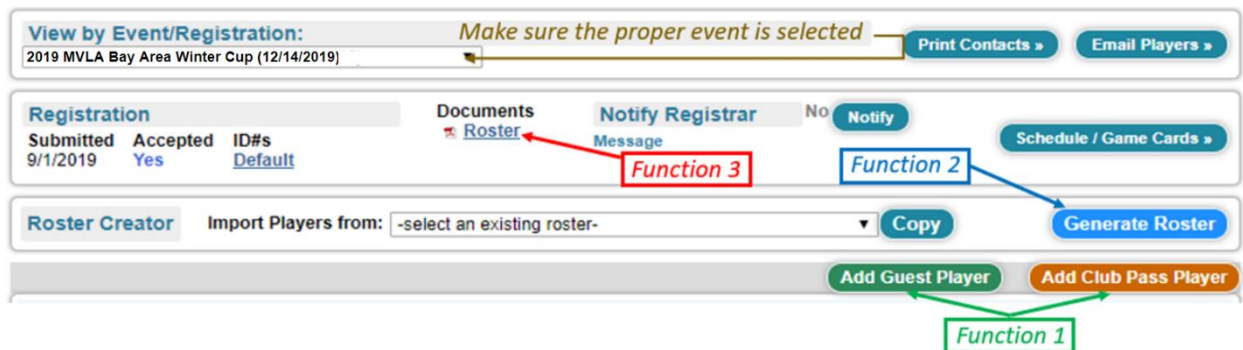 View by Event/Registration: Make sure the proper event is selected Print Contacts » Email Players »
2019 MVLA Bay Area Winter Cup (12/14/2019)
Registration Documents Notify Registrar No Notify
Submitted Accepted ID#s Roster Message Schedule / Game Cards »
9/1/2019 Yes Default
Function 3 Function 2
Roster Creator Import Players from: -select an existing roster- Copy Generate Roster
Add Guest Player Add Club Pass Player
Function 1